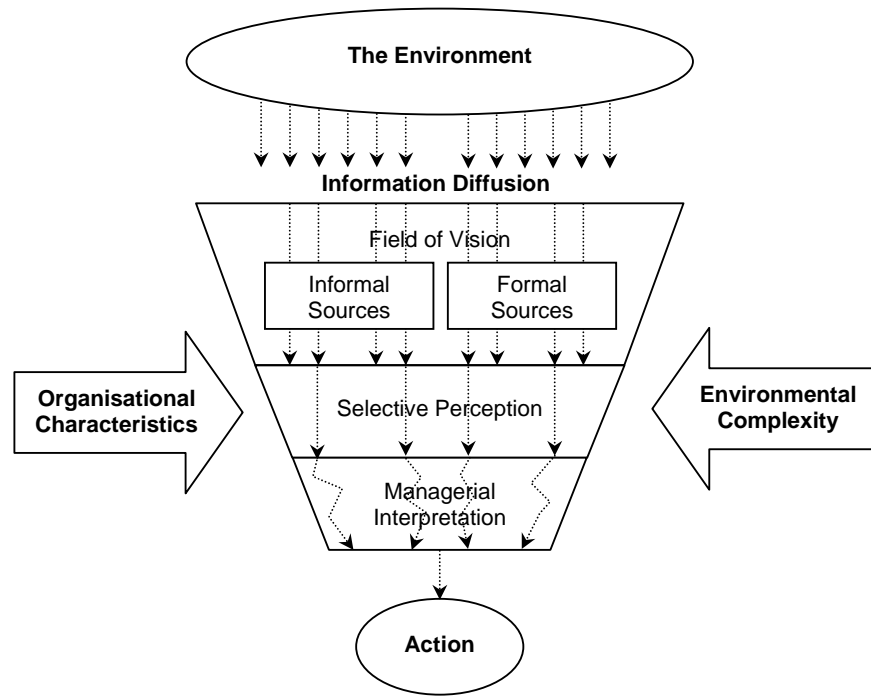 The Environment
Information Diffusion
Field of Vision
Informal
Sources
Formal
Sources
Organisational
Characteristics
Selective Perception
Environmental
Complexity
Managerial
Interpretation
Action